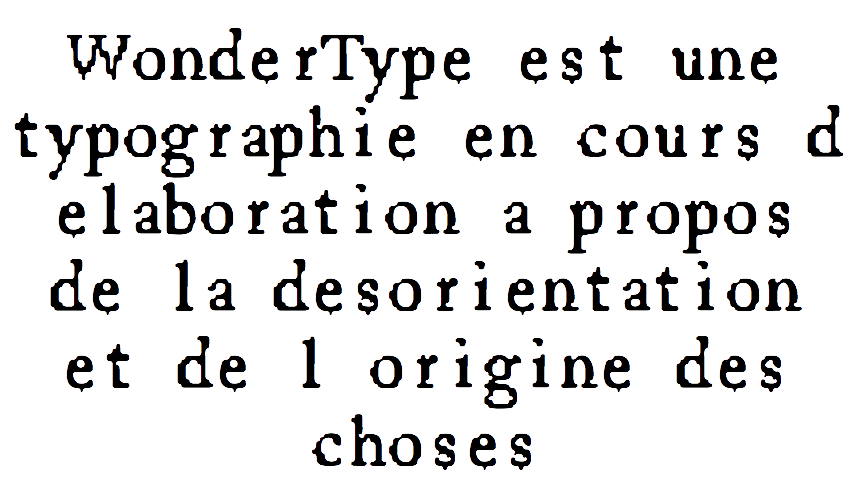 WonderType est une
typographie en cours d
elaboration a propos
de la desorientation
et de l origine des
choses